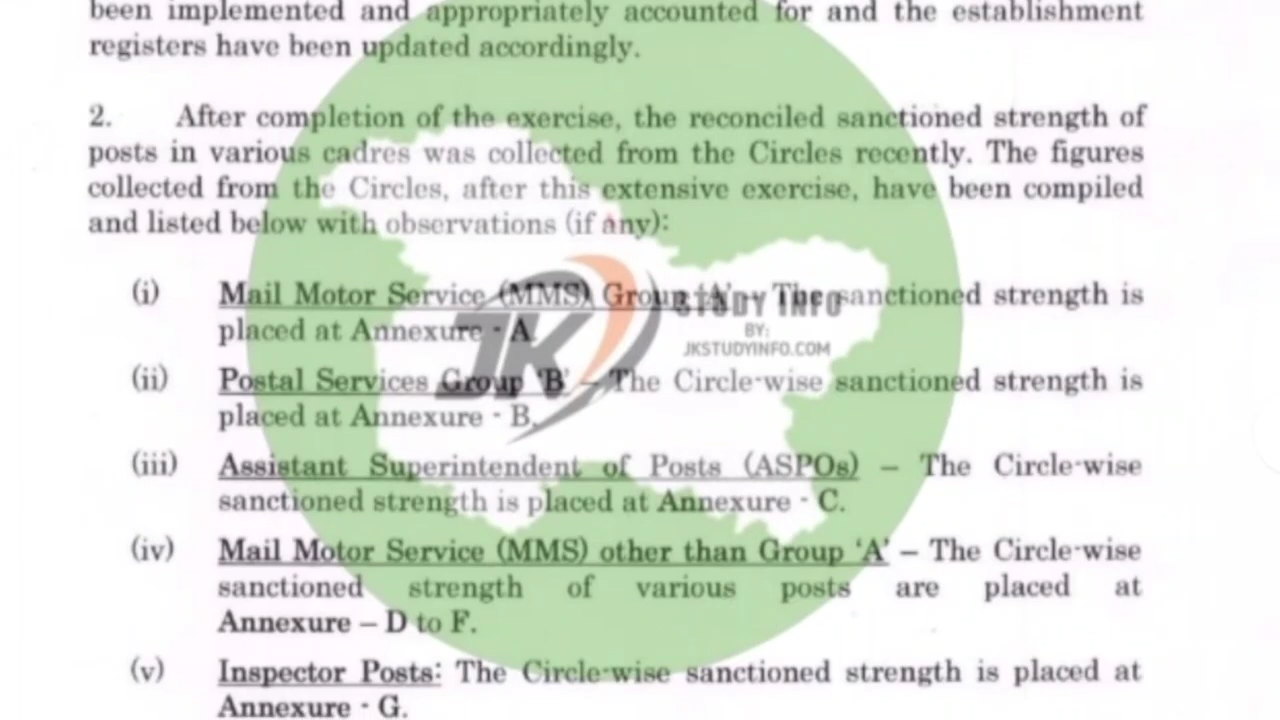 been implemented and appropriately accounted for and the establishment
registers have been updated accordingly.
2. After completion of the exercise, the reconciled sanctioned strength of
posts in various cadres was collected from the Circles recently. The figures
collected from the Circles, after this extensive exercise, have been compiled
and listed below with observations (if any):
(i) Mail Motor Service (MMS) Group 'A' – The sanctioned strength is
placed at Annexure - A.
(ii) Postal Services Group 'B' – The Circle-wise sanctioned strength is
placed at Annexure - B.
(iii) Assistant Superintendent of Posts (ASPOs) – The Circle-wise
sanctioned strength is placed at Annexure - C.
(iv) Mail Motor Service (MMS) other than Group 'A' – The Circle-wise
sanctioned strength of various posts are placed at
Annexure – D to F.
(v) Inspector Posts: The Circle-wise sanctioned strength is placed at
Annexure - G.
JK STUDY INFO
BY:
JKSTUDYINFO.COM